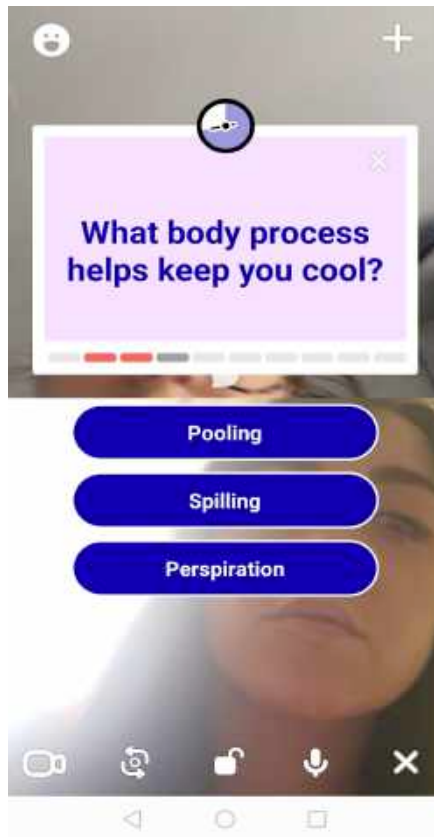 What body process
helps keep you cool?
Pooling
Spilling
Perspiration